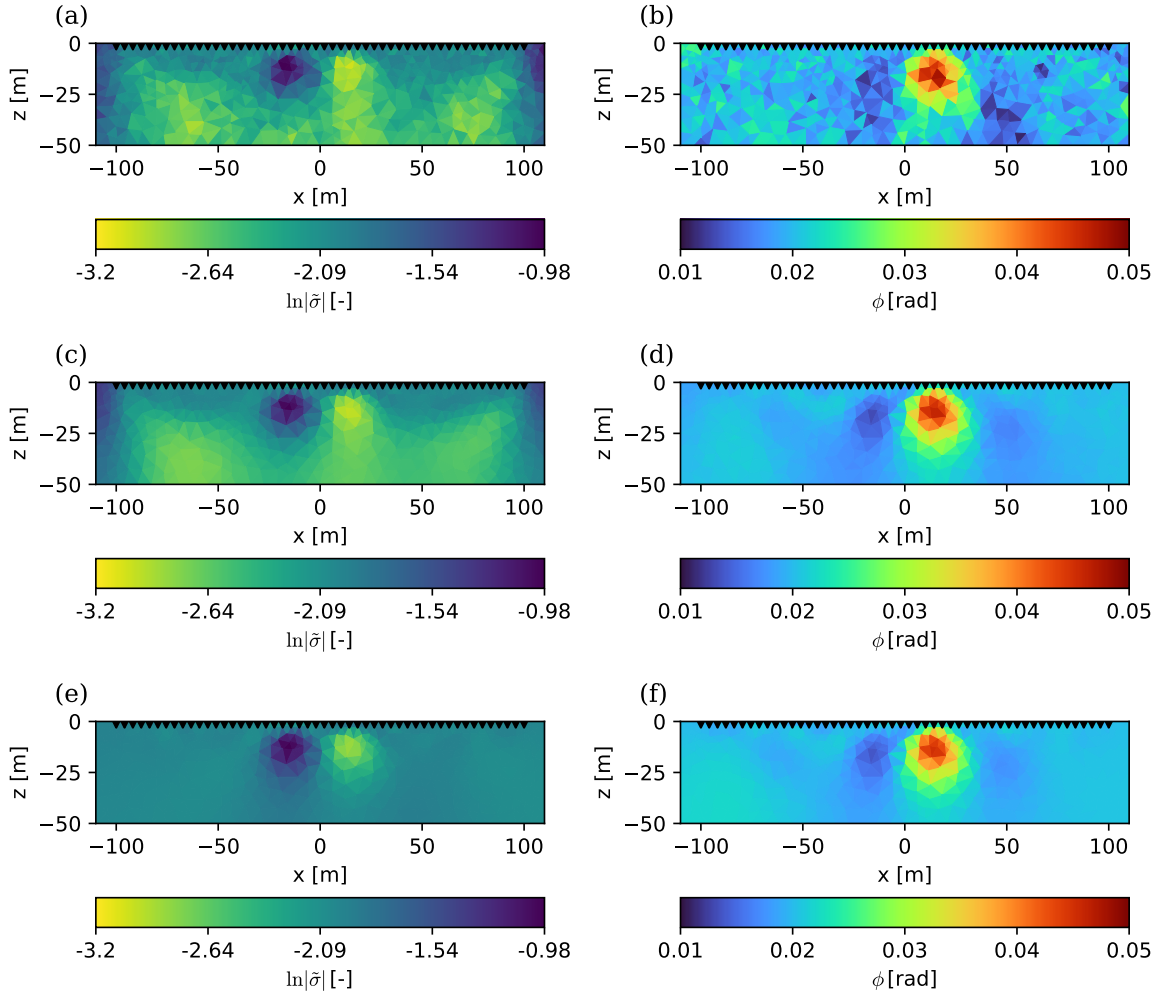 (a) (b)
0 0
−25 −25
−50 −50
z [m] z [m]
−100 −50 0 50 100 −100 −50 0 50 100
x [m] x [m]
-3.2 -2.64 -2.09 -1.54 -0.98 0.01 0.02 0.03 0.04 0.05
ln|σ̃| [-] ϕ [rad]
(c) (d)
0 0
−25 −25
−50 −50
z [m] z [m]
−100 −50 0 50 100 −100 −50 0 50 100
x [m] x [m]
-3.2 -2.64 -2.09 -1.54 -0.98 0.01 0.02 0.03 0.04 0.05
ln|σ̃| [-] ϕ [rad]
(e) (f)
0 0
−25 −25
−50 −50
z [m] z [m]
−100 −50 0 50 100 −100 −50 0 50 100
x [m] x [m]
-3.2 -2.64 -2.09 -1.54 -0.98 0.01 0.02 0.03 0.04 0.05
ln|σ̃| [-] ϕ [rad]